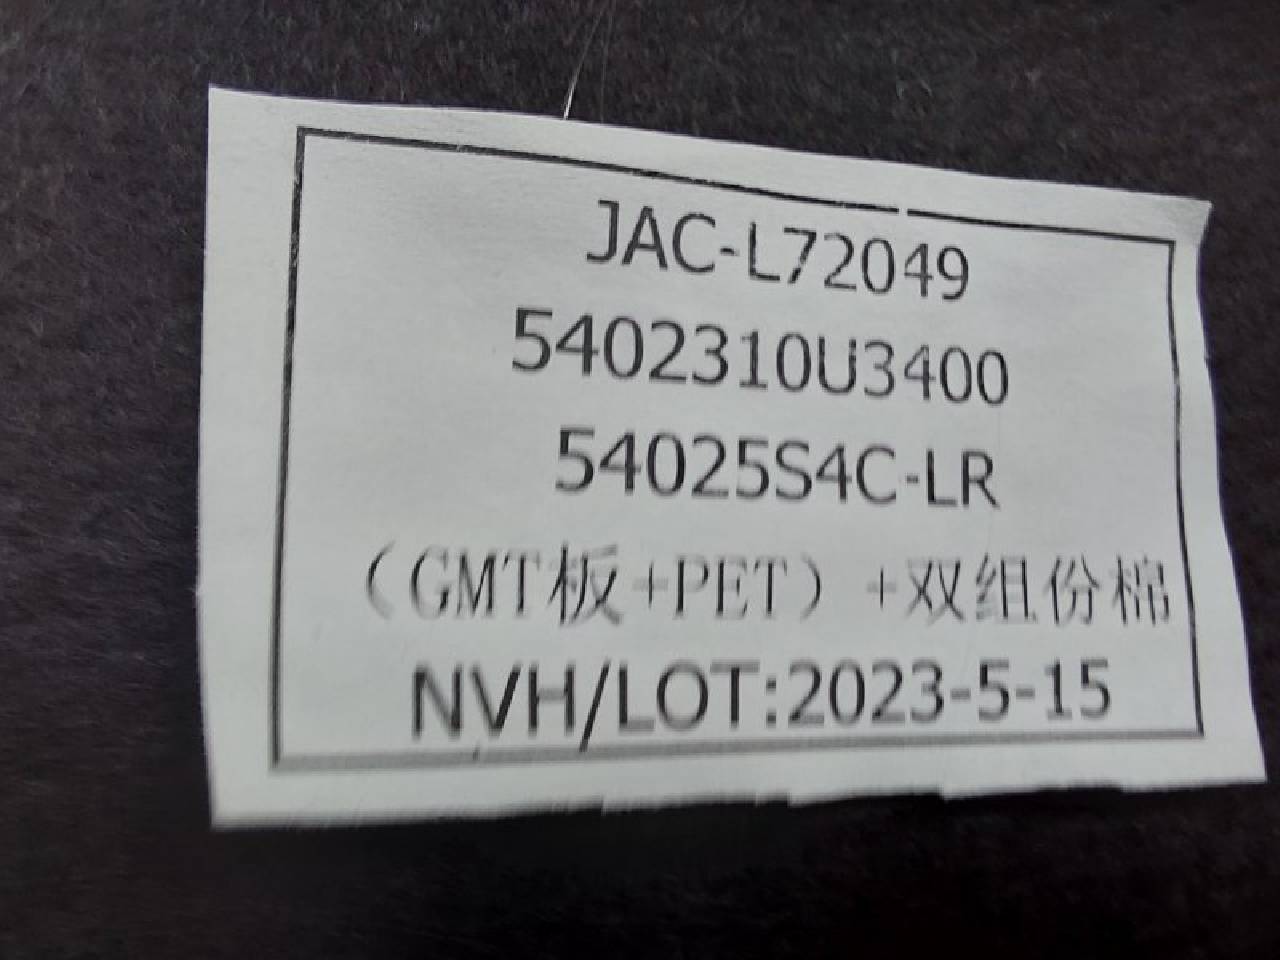 JAC-L72049
5402310U3400
54025S4C-LR
（GMT板+PET）+双组份棉
NVH/LOT:2023-5-15